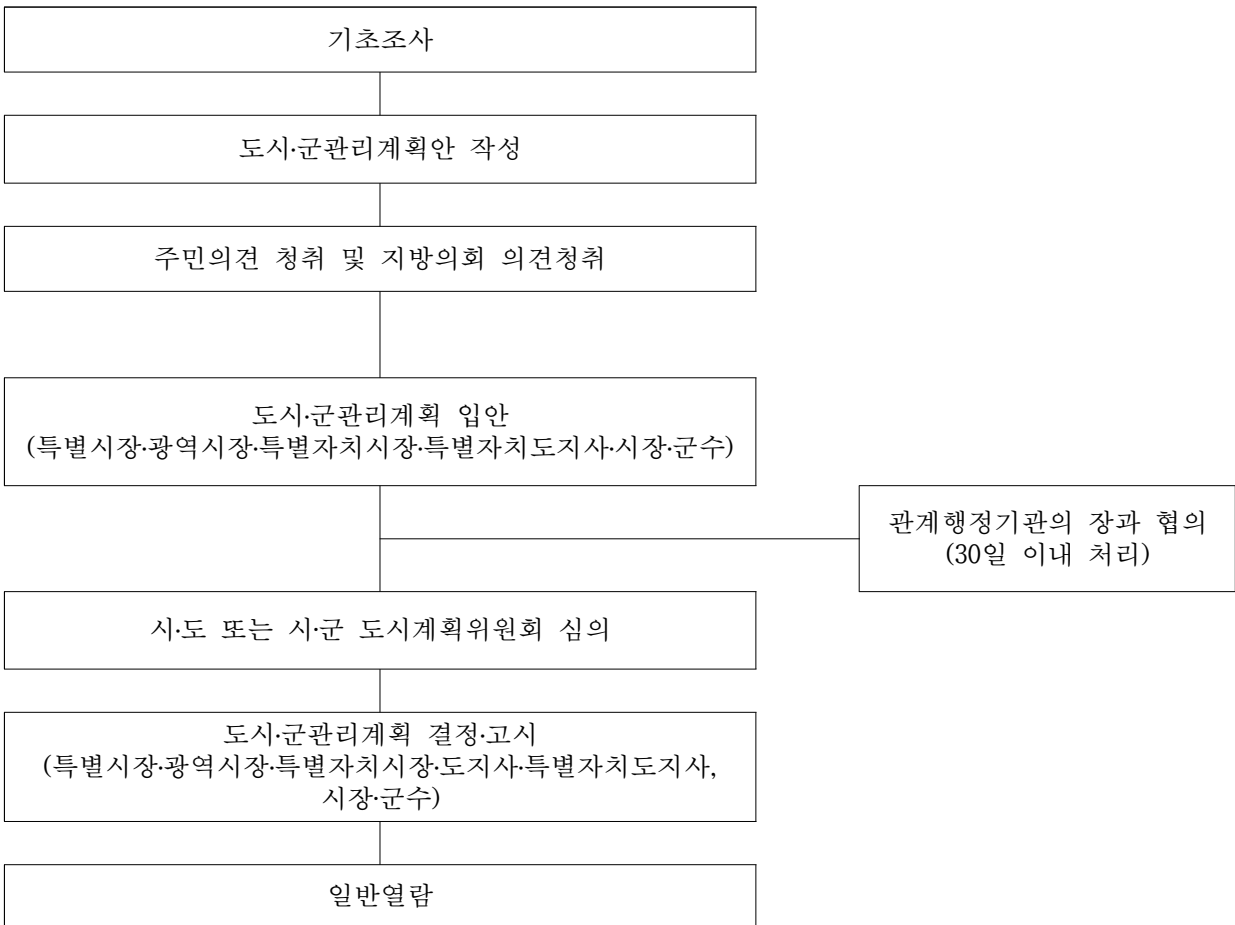 기초조사
도시·군관리계획안 작성
주민의견 청취 및 지방의회 의견청취
도시·군관리계획 입안
(특별시장·광역시장·특별자치시장·특별자치도지사·시장·군수)
관계행정기관의 장과 협의
(30일 이내 처리)
시·도 또는 시·군 도시계획위원회 심의
도시·군관리계획 결정·고시
(특별시장·광역시장·특별자치시장·도지사·특별자치도지사,
시장·군수)
일반열람